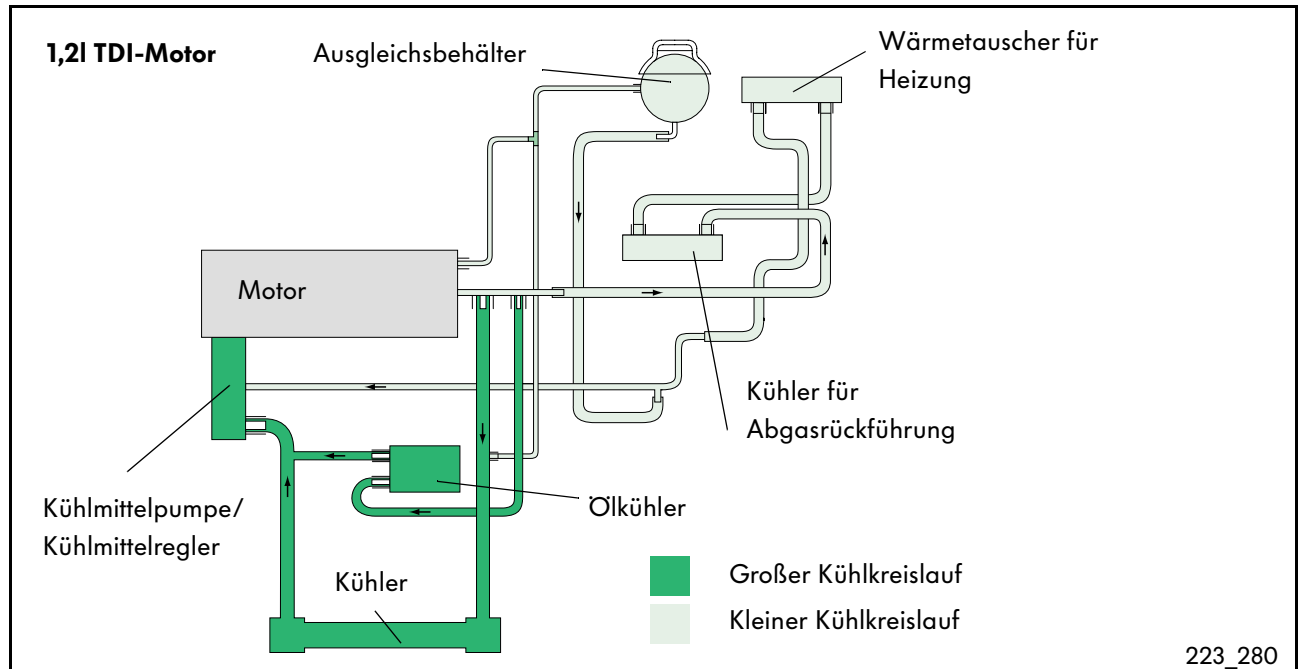 1,2l TDI-Motor
Ausgleichsbehälter
Wärmetauscher für
Heizung
Motor
Kühler für
Abgasrückführung
Kühlmittelpumpe/
Kühlmittelregler
Ölkühler
Kühler
Großer Kühlkreislauf
Kleiner Kühlkreislauf
223_280